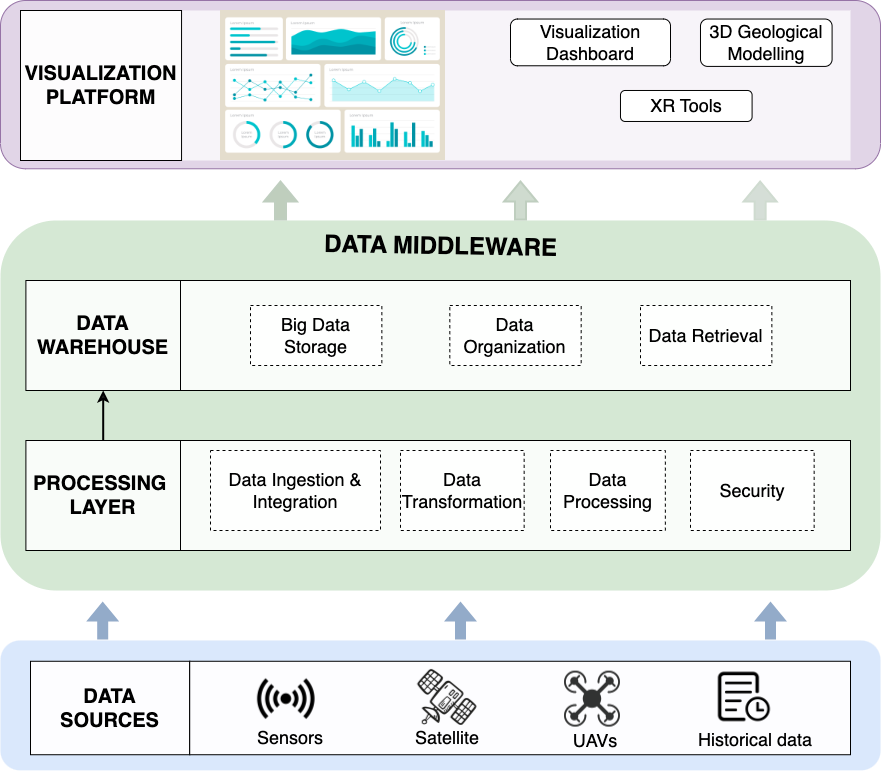 VISUALIZATION
PLATFORM
Visualization
Dashboard
3D Geological
Modelling
XR Tools
DATA MIDDLEWARE
DATA
WAREHOUSE
Big Data
Storage
Data
Organization
Data Retrieval
PROCESSING
LAYER
Data Ingestion &
Integration
Data
Transformation
Data
Processing
Security
DATA
SOURCES
Sensors
Satellite
UAVs
Historical data